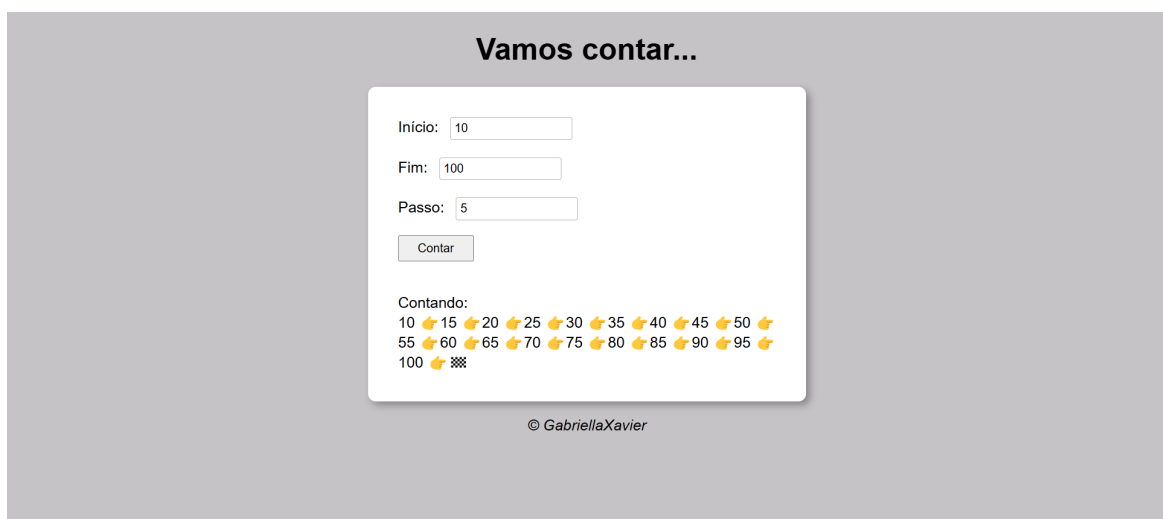 Vamos contar...
Início: 10
Fim: 100
Passo: 5
Contar
Contando:
10 👉15 👉20 👉25 👉30 👉35 👉40 👉45 👉50 👉
55 👉60 👉65 👉70 👉75 👉80 👉85 👉90 👉95 👉
100 👉 🏁
© GabriellaXavier